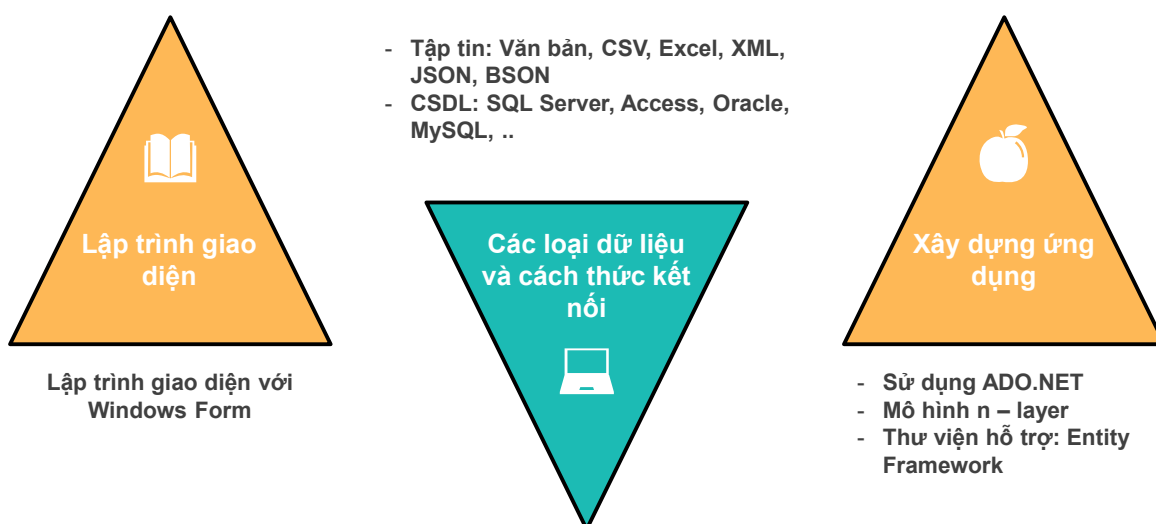 Lập trình giao
diện
Lập trình giao diện với
Windows Form
- Tập tin: Văn bản, CSV, Excel, XML,
JSON, BSON
- CSDL: SQL Server, Access, Oracle,
MySQL, ..
Các loại dữ liệu
và cách thức kết
nối
Xây dựng ứng
dụng
- Sử dụng ADO.NET
- Mô hình n – layer
- Thư viện hỗ trợ: Entity
Framework